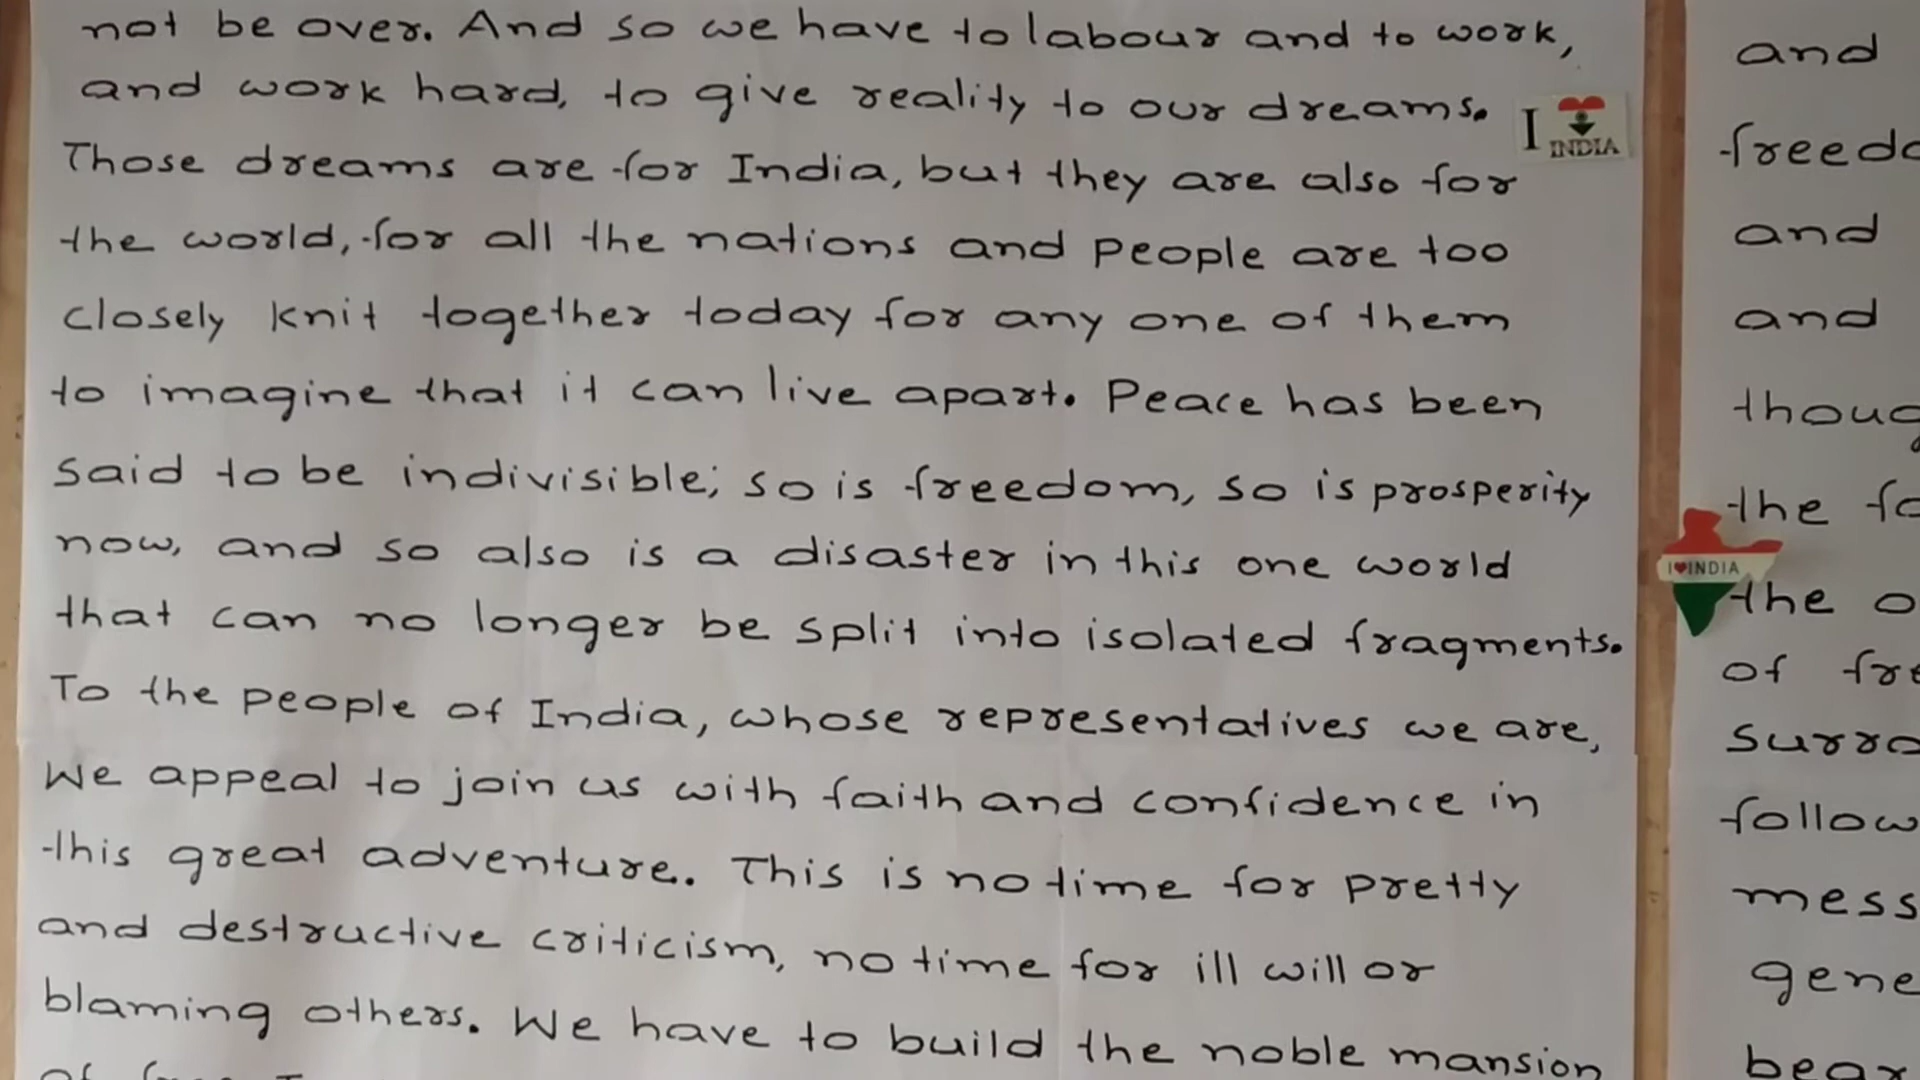 not be over. And so we have to labour and to work,
and work hard, to give reality to our dreams.
I INDIA
Those dreams are for India, but they are also for
the world, for all the nations and people are too
closely knit together today for any one of them
to imagine that it can live apart. Peace has been
said to be indivisible; so is freedom, so is prosperity
now, and so also is a disaster in this one world
that can no longer be split into isolated fragments.
To the people of India, whose representatives we are,
We appeal to join us with faith and confidence in
this great adventure. This is no time for pretty
and destructive criticism, no time for ill will or
blaming others. We have to build the noble mansion
and
freedo
and
and
thoug
the fo
I♥INDIA
the o
of fre
surro
follow
mess
gene
bear